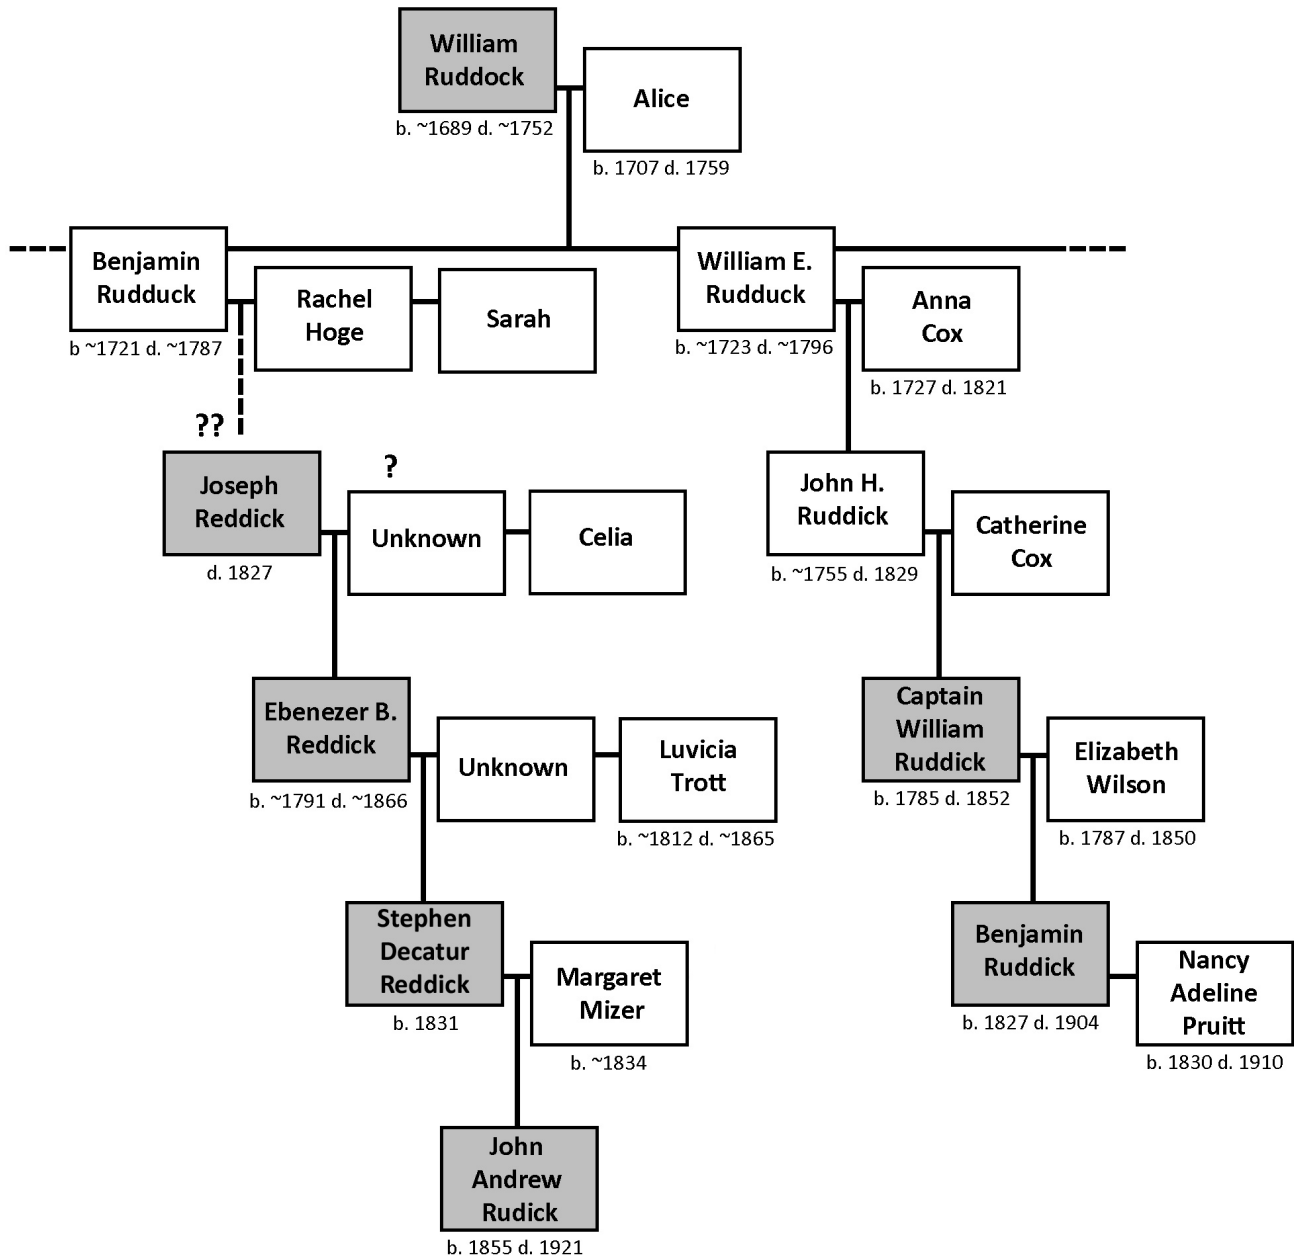 William
Ruddock
b. ~1689 d. ~1752
Alice
b. 1707 d. 1759
Benjamin
Rudduck
b ~1721 d. ~1787
Rachel
Hoge
Sarah
William E.
Rudduck
b. ~1723 d. ~1796
Anna
Cox
b. 1727 d. 1821
??
Joseph
Reddick
d. 1827
?
Unknown
Celia
John H.
Ruddick
b. ~1755 d. 1829
Catherine
Cox
Ebenezer B.
Reddick
b. ~1791 d. ~1866
Unknown
Luvicia
Trott
b. ~1812 d. ~1865
Captain
William
Ruddick
b. 1785 d. 1852
Elizabeth
Wilson
b. 1787 d. 1850
Stephen
Decatur
Reddick
b. 1831
Margaret
Mizer
b. ~1834
Benjamin
Ruddick
b. 1827 d. 1904
Nancy
Adeline
Pruitt
b. 1830 d. 1910
John
Andrew
Rudick
b. 1855 d. 1921